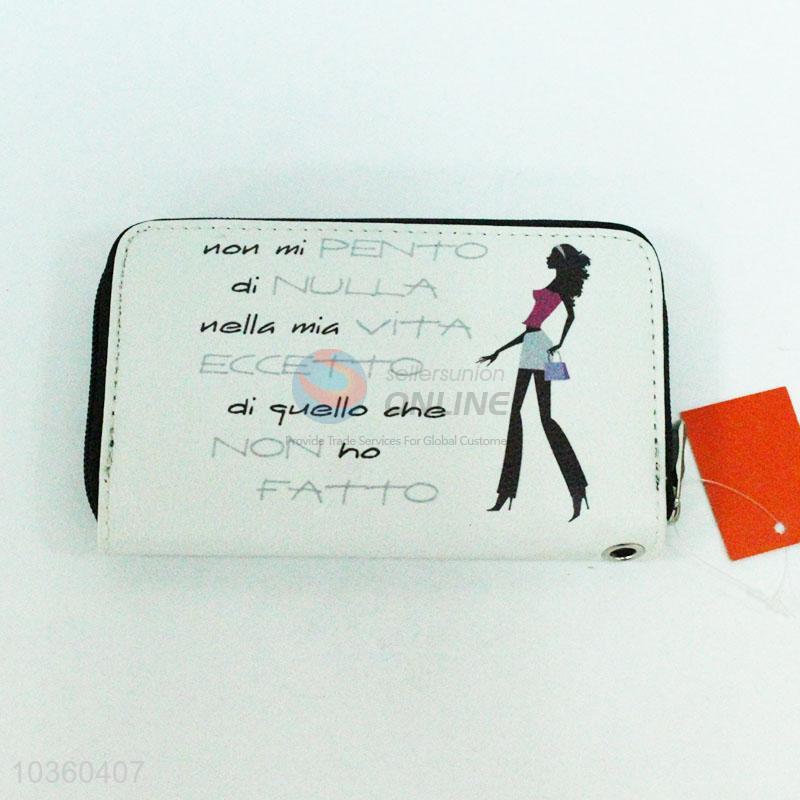 non mi PENTO
di NULLA
nella mia VITA
ECCETTO
di quello che
NON ho
FATTO
sellersunion
ONLINE
Provide Trade Services For Global Customer
10360407